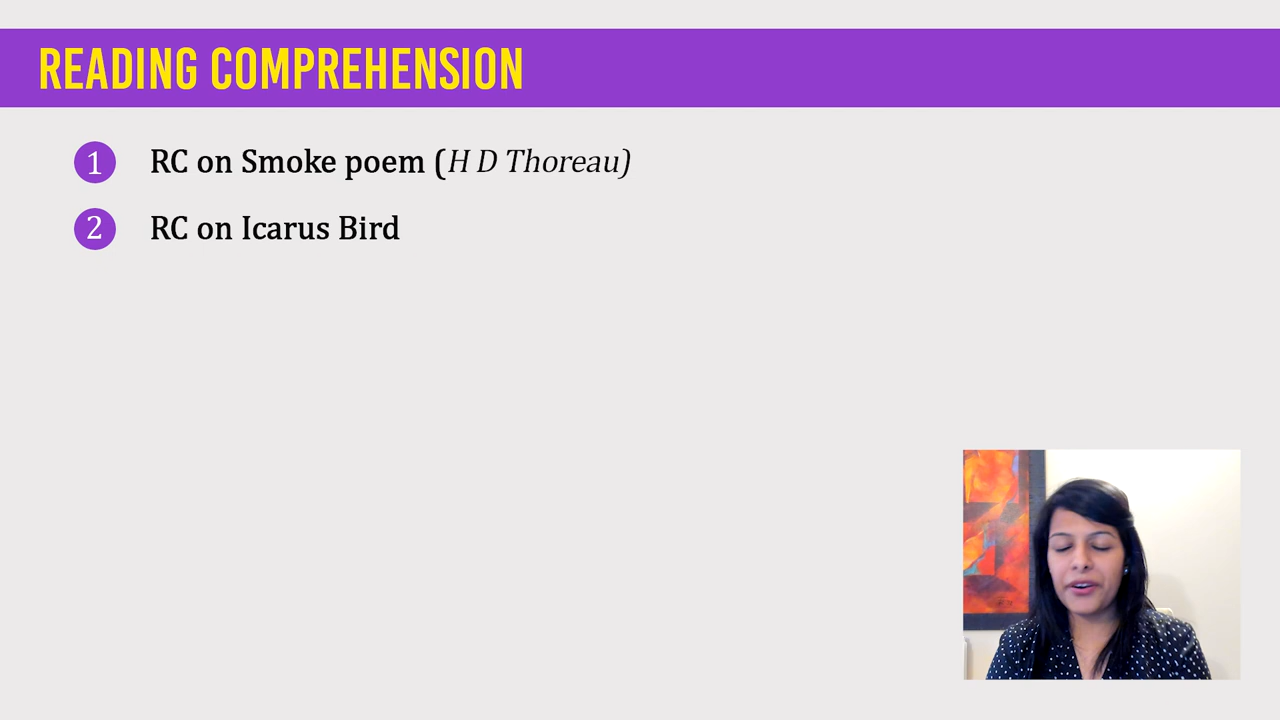 READING COMPREHENSION
1 RC on Smoke poem (H D Thoreau)
2 RC on Icarus Bird